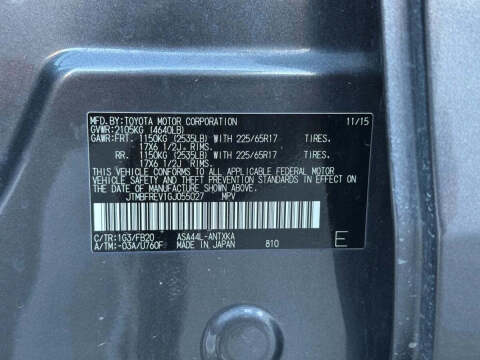 MFD.BY:TOYOTA MOTOR CORPORATION 11/15
GVWR:2105KG (4640LB)
GAWR:FRT. 1150KG (2535LB) WITH 225/65R17 TIRES.
17X6 1/2J RIMS.
RR. 1150KG (2535LB) WITH 225/65R17 TIRES.
17X6 1/2J RIMS.
THIS VEHICLE CONFORMS TO ALL APPLICABLE FEDERAL MOTOR
VEHICLE SAFETY STANDARDS IN EFFECT ON THE DATE OF
MANUFACTURE SHOWN ABOVE.
JTMBFREV1GJ055027 MPV
C/TR:1G3/FB20 ASA44L-ANTXKA
A/TM:-03A/U760F MADE IN JAPAN 810 E